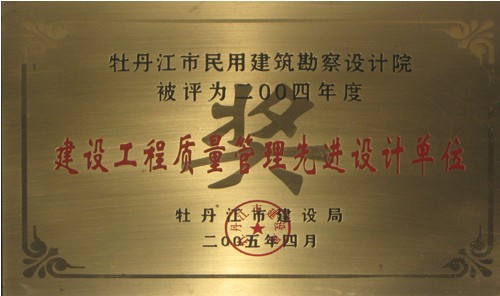 牡丹江市民用建筑勘察设计院
被评为二00四年度
奖
建设工程质量管理先进设计单位
牡丹江市建设局
二00五年四月